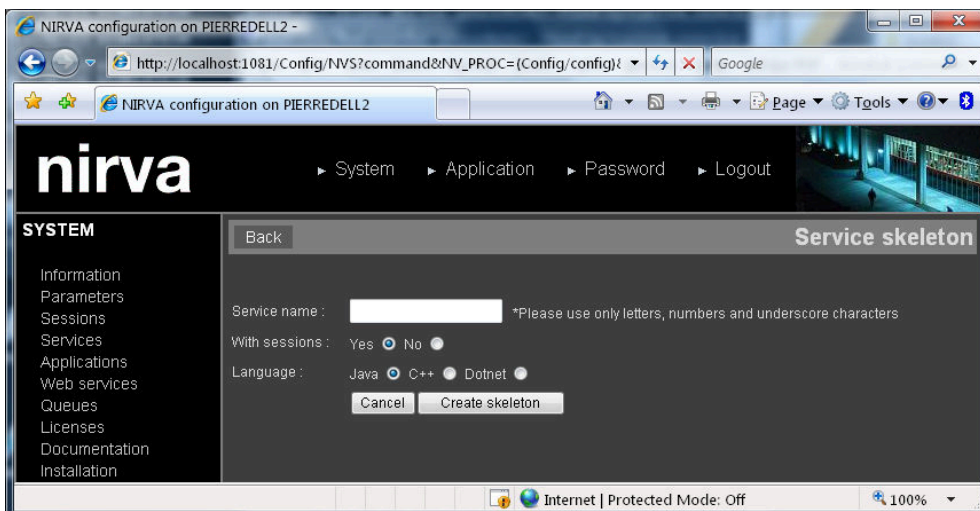 NIRVA configuration on PIERREDELL2 -
http://localhost:1081/Config/NVS?command&NV_PROC={Config/config}&
Google
NIRVA configuration on PIERREDELL2
Page
Tools
nirva
System
Application
Password
Logout
SYSTEM
Back
Service skeleton
Information
Parameters
Sessions
Services
Applications
Web services
Queues
Licenses
Documentation
Installation
Service name :
*Please use only letters, numbers and underscore characters
With sessions :
Yes
No
Language :
Java
C++
Dotnet
Cancel
Create skeleton
Internet | Protected Mode: Off
100%